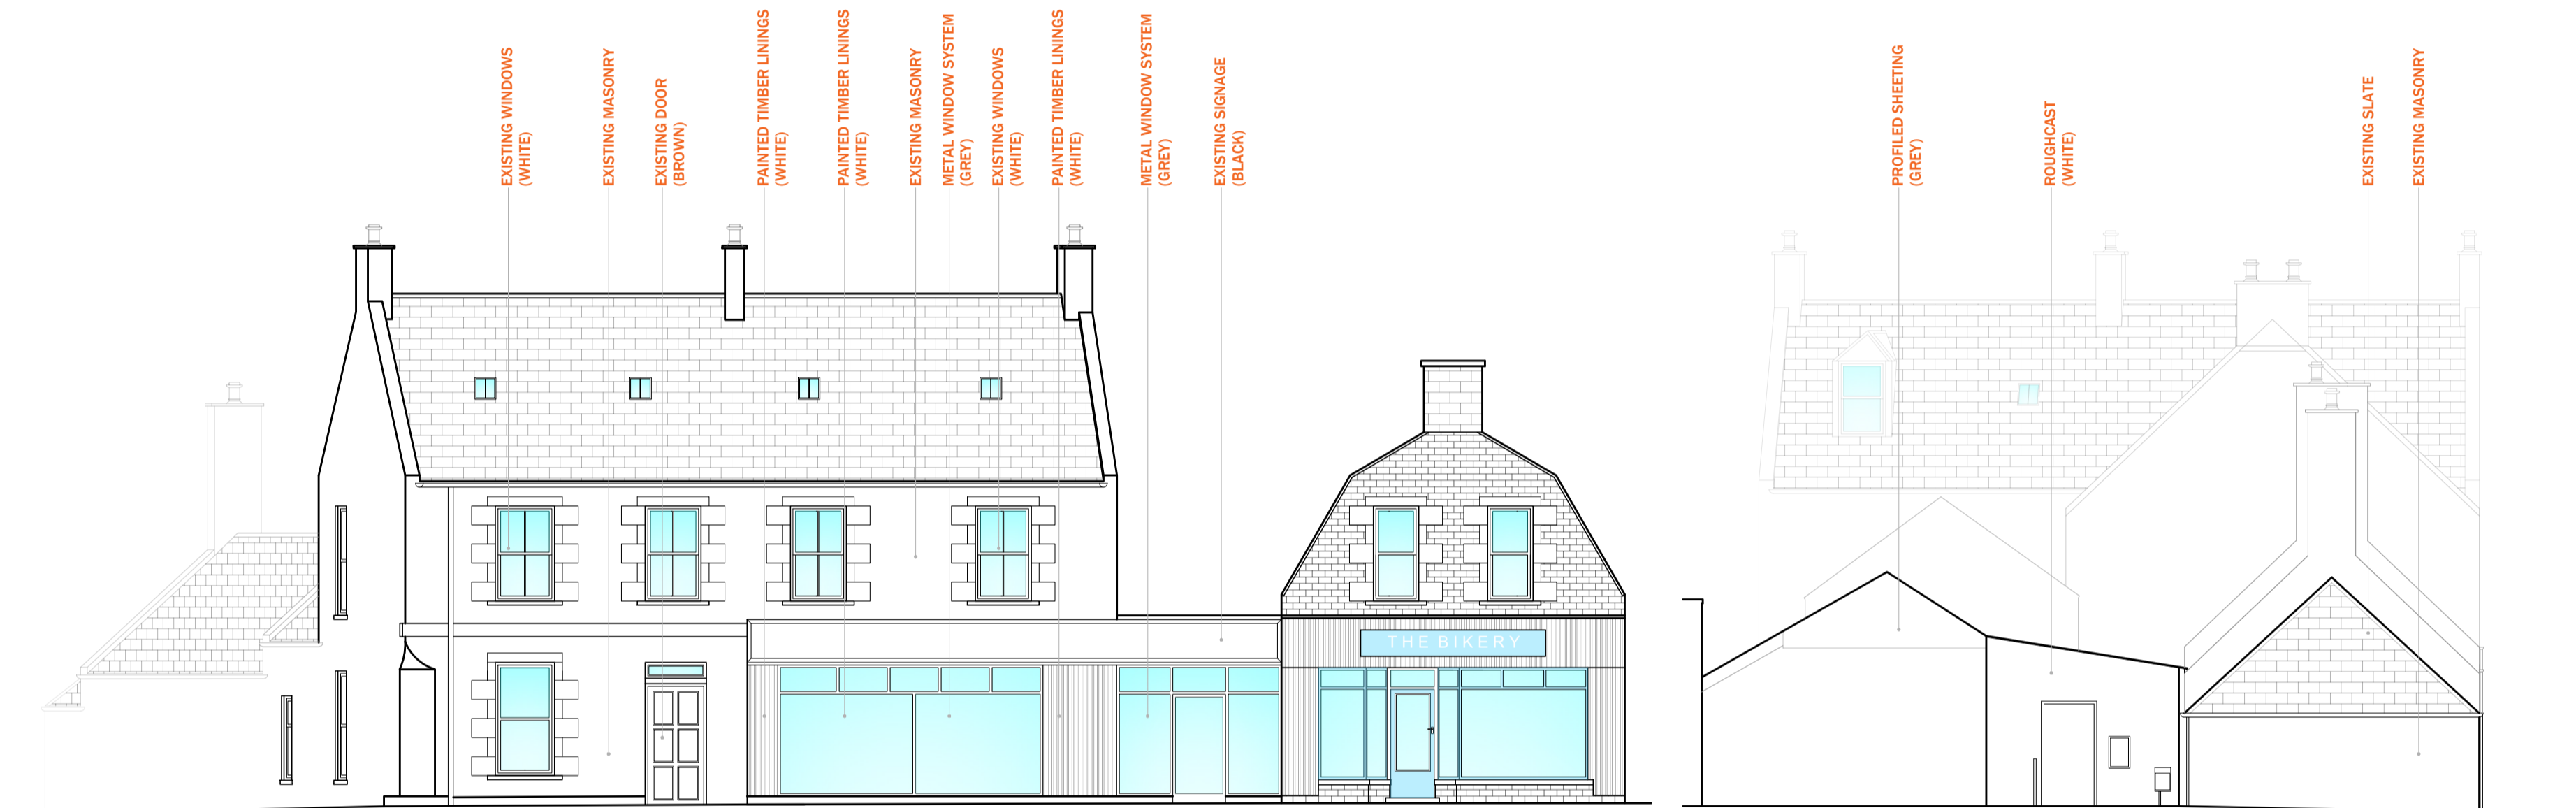 EXISTING WINDOWS
(WHITE)
EXISTING MASONRY
EXISTING DOOR
(BROWN)
PAINTED TIMBER LININGS
(WHITE)
PAINTED TIMBER LININGS
(WHITE)
EXISTING MASONRY
METAL WINDOW SYSTEM
(GREY)
EXISTING WINDOWS
(WHITE)
PAINTED TIMBER LININGS
(WHITE)
METAL WINDOW SYSTEM
(GREY)
EXISTING SIGNAGE
(BLACK)
PROFILED SHEETING
(GREY)
ROUGHCAST
(WHITE)
EXISTING SLATE
EXISTING MASONRY
THE BIKERY